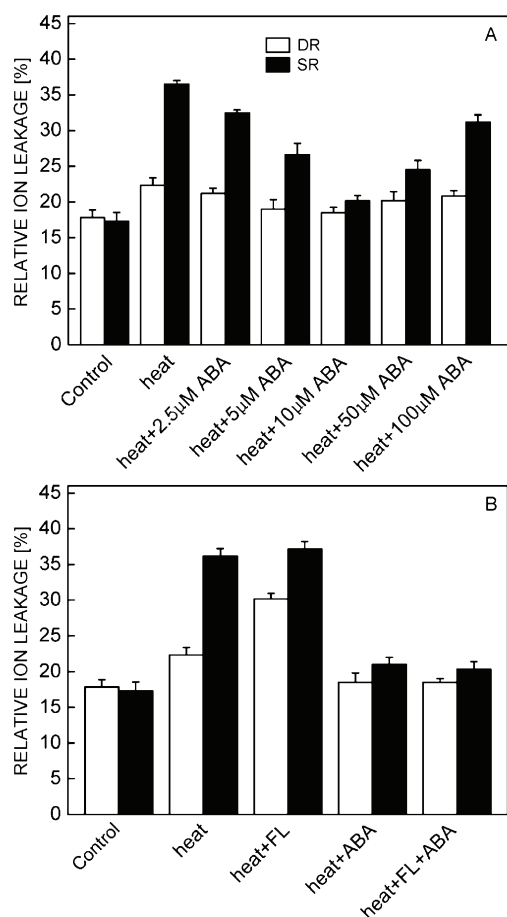 A
DR
SR
RELATIVE ION LEAKAGE [%]
45
40
35
30
25
20
15
10
5
0
Control
heat
heat+2.5µM ABA
heat+5µM ABA
heat+10µM ABA
heat+50µM ABA
heat+100µM ABA
B
RELATIVE ION LEAKAGE [%]
45
40
35
30
25
20
15
10
5
0
Control
heat
heat+FL
heat+ABA
heat+FL+ABA